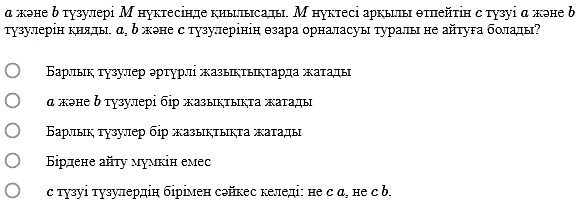 a және b түзулері M нүктесінде қиылысады. M нүктесі арқылы өтпейтін c түзуі a және b
түзулерін қияды. a, b және c түзулерінің өзара орналасуы туралы не айтуға болады?
Барлық түзулер әртүрлі жазықтықтарда жатады
a және b түзулері бір жазықтықта жатады
Барлық түзулер бір жазықтықта жатады
Бірдене айту мүмкін емес
c түзуі түзулердің бірімен сәйкес келеді: не c a, не c b.